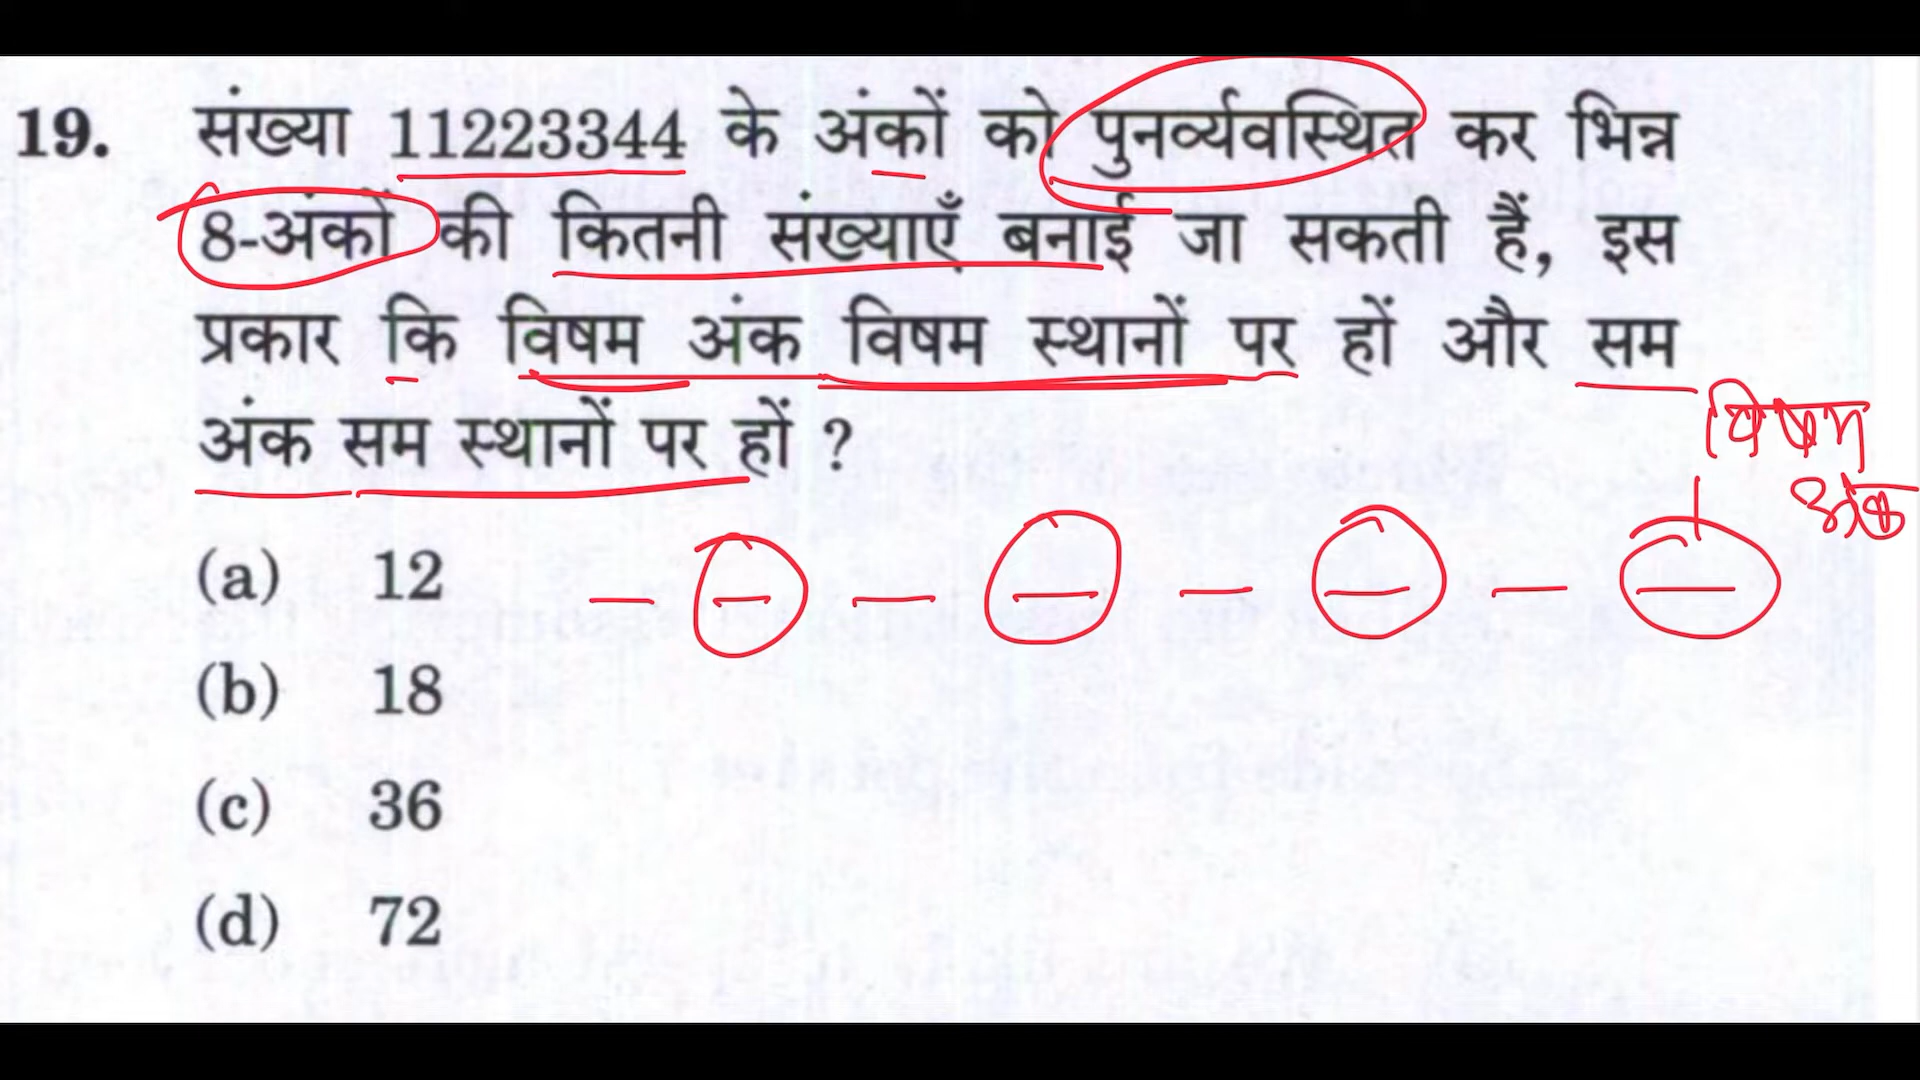 19. संख्या 11223344 के अंकों को पुनर्व्यवस्थित कर भिन्न
8-अंकों की कितनी संख्याएँ बनाई जा सकती हैं, इस
प्रकार कि विषम अंक विषम स्थानों पर हों और सम
अंक सम स्थानों पर हों ?
विषम
अंक
(a) 12
(b) 18
(c) 36
(d) 72